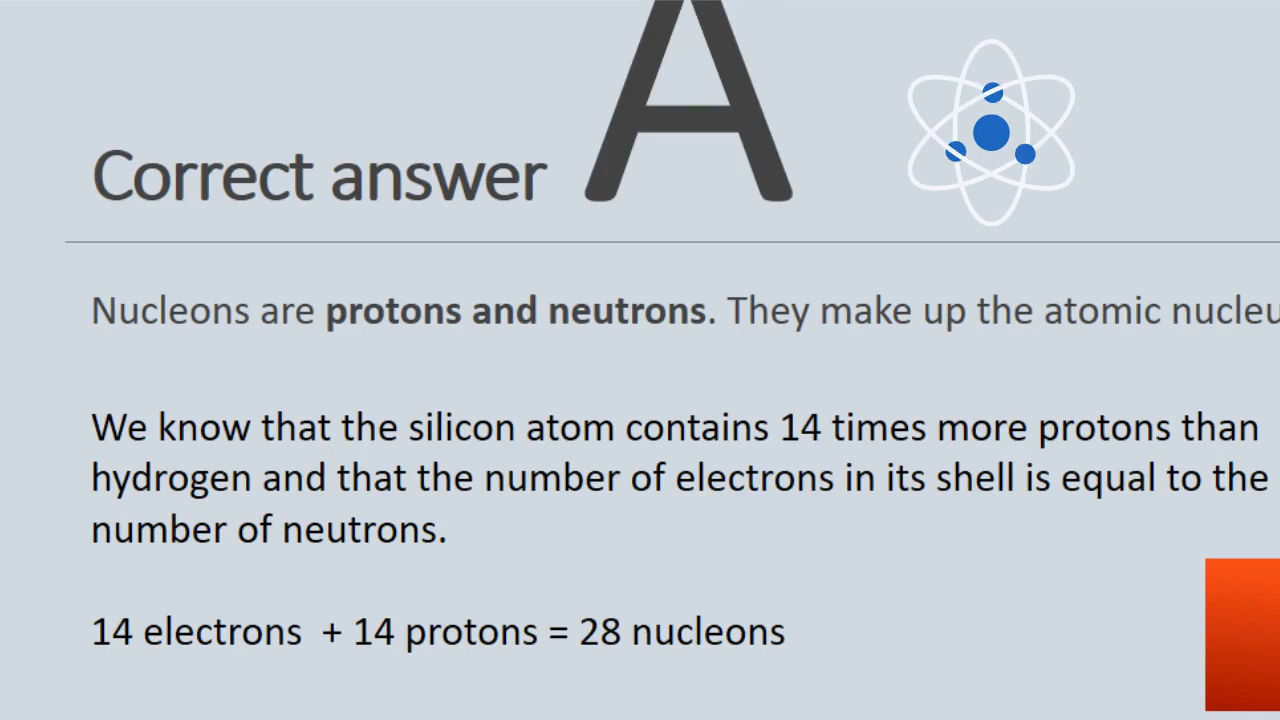 Correct answer A
Nucleons are protons and neutrons. They make up the atomic nucleu
We know that the silicon atom contains 14 times more protons than
hydrogen and that the number of electrons in its shell is equal to the
number of neutrons.
14 electrons + 14 protons = 28 nucleons